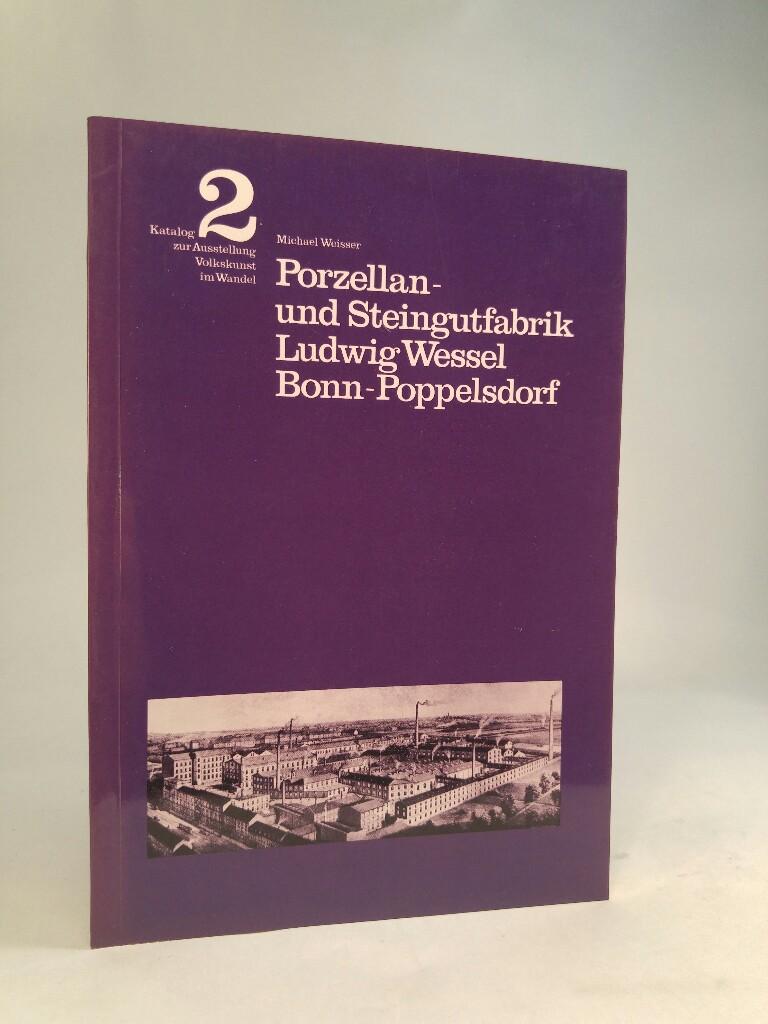 Katalog 2
zur Ausstellung
Volkskunst
im Wandel
Michael Weisser
Porzellan-
und Steingutfabrik
Ludwig Wessel
Bonn-Poppelsdorf